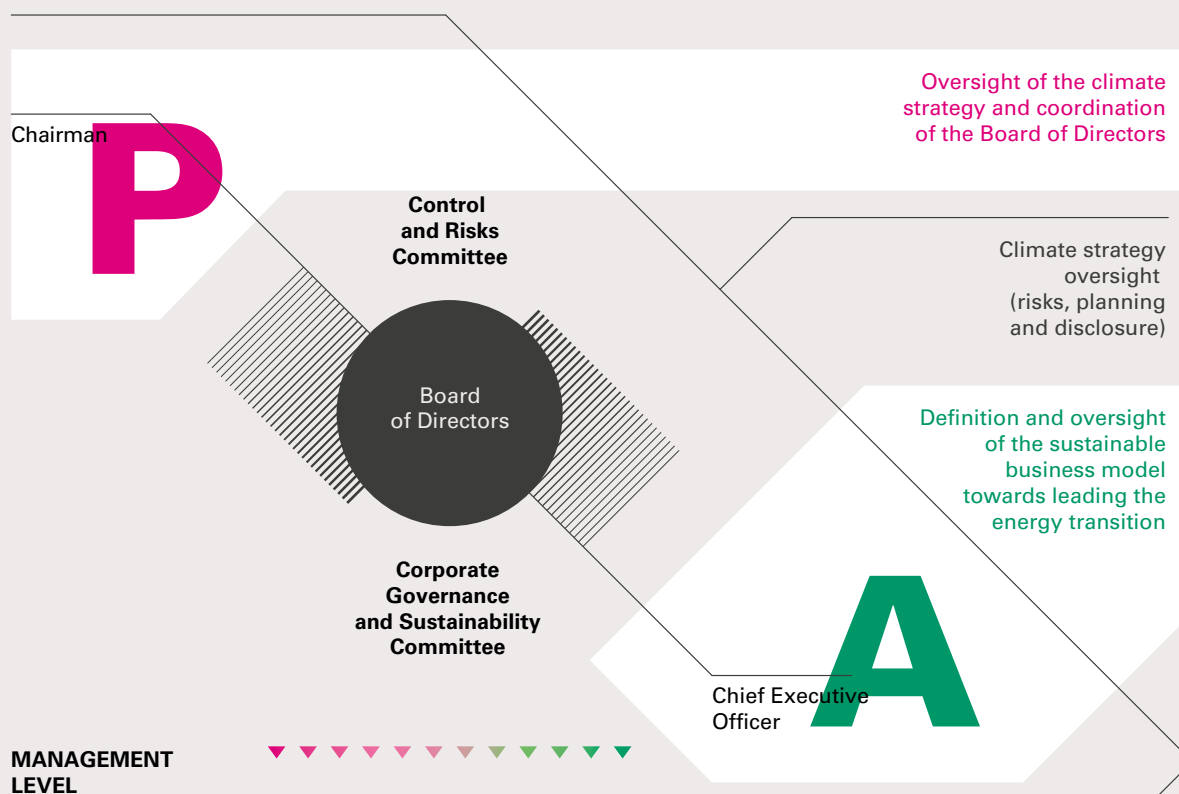 Oversight of the climate
strategy and coordination
of the Board of Directors
Chairman
P
Control
and Risks
Committee
Climate strategy
oversight
(risks, planning
and disclosure)
Board
of Directors
Definition and oversight
of the sustainable
business model
towards leading the
energy transition
Corporate
Governance
and Sustainability
Committee
A
Chief Executive
Officer
MANAGEMENT
LEVEL